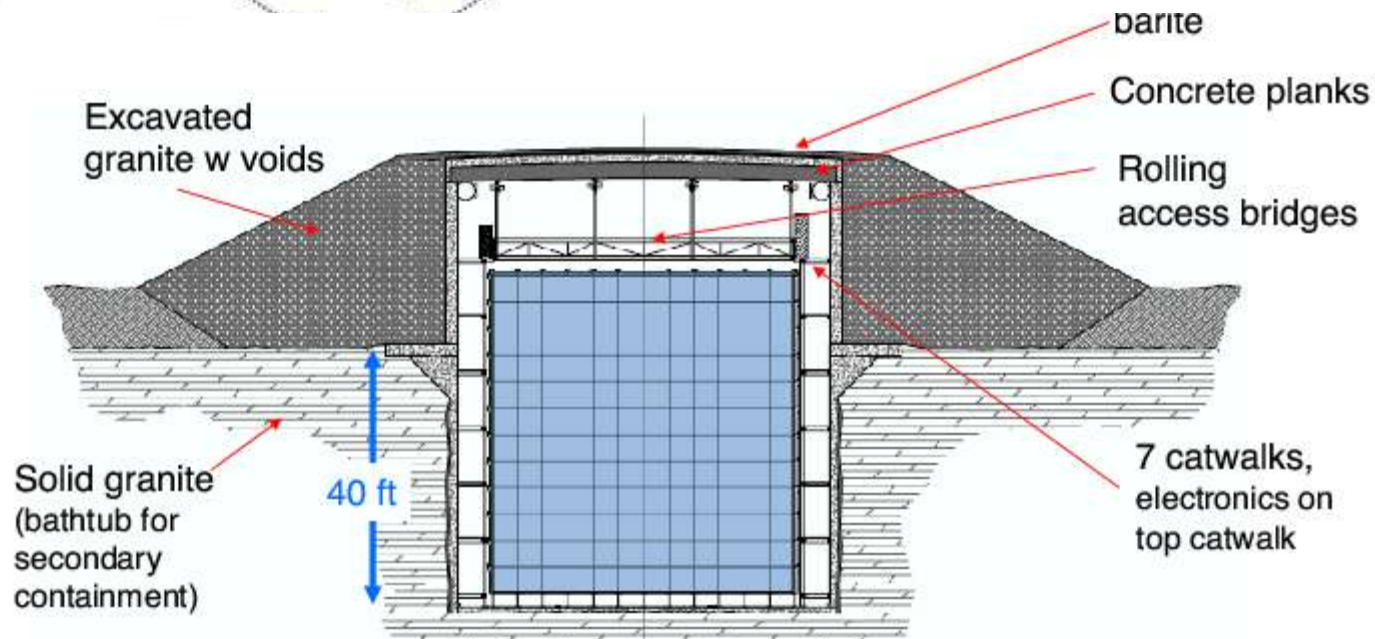 barite
Concrete planks
Excavated
granite w voids
Rolling
access bridges
7 catwalks,
electronics on
top catwalk
Solid granite
(bathtub for
secondary
containment)
40 ft